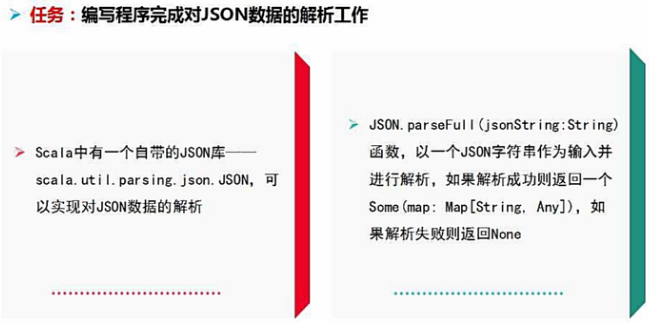 任务：编写程序完成对JSON数据的解析工作
Scala中有一个自带的JSON库——
scala.util.parsing.json.JSON，可
以实现对JSON数据的解析
JSON.parseFull(jsonString:String)
函数，以一个JSON字符串作为输入并
进行解析，如果解析成功则返回一个
Some(map: Map[String, Any])，如
果解析失败则返回None